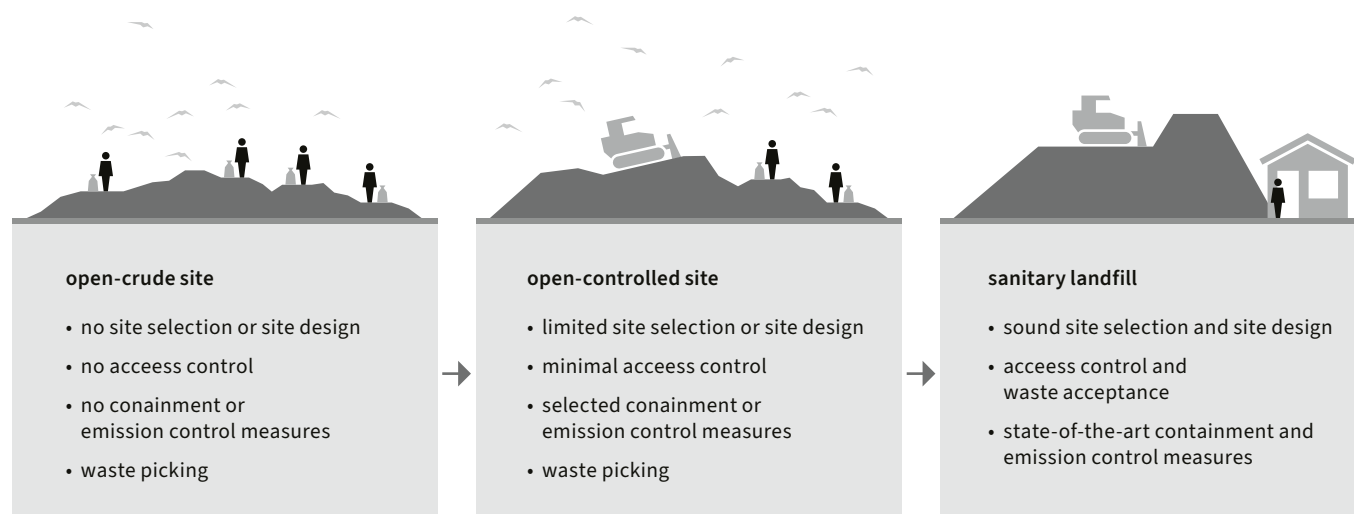 open-crude site
• no site selection or site design
• no acceess control
• no conainment or
emission control measures
• waste picking
open-controlled site
• limited site selection or site design
• minimal acceess control
• selected conainment or
emission control measures
• waste picking
sanitary landfill
• sound site selection and site design
• acceess control and
waste acceptance
• state-of-the-art containment and
emission control measures